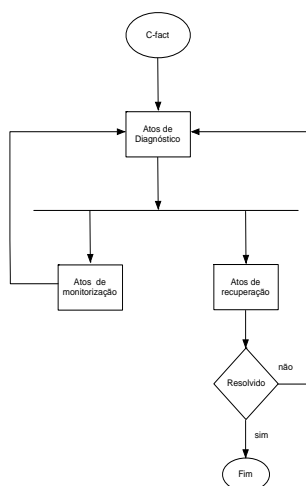 C-fact
Atos de
Diagnóstico
Atos de
monitorização
Atos de
recuperação
Resolvido
não
sim
Fim